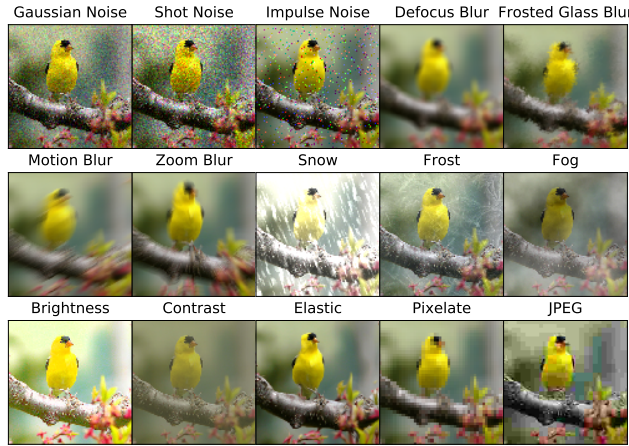 Gaussian Noise Shot Noise Impulse Noise Defocus Blur Frosted Glass Blur
Motion Blur Zoom Blur Snow Frost Fog
Brightness Contrast Elastic Pixelate JPEG